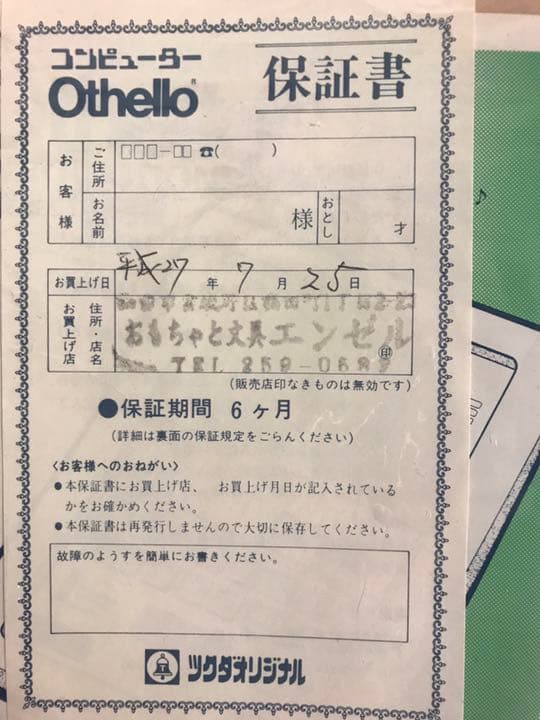 コンピューター
Othello®
保証書
お客様
ご住所
□□□-□□ ☎( )
お名前
様
おとし
才
お買上げ日 平成27年7月25日
お買上げ店
住所・店名
おもちゃと文具エンゼル
TEL 259-0689
印
(販売店印なきものは無効です)
●保証期間 6ヶ月
(詳細は裏面の保証規定をごらんください)
〈お客様へのおねがい〉
●本保証書にお買上げ店、 お買上げ月日が記入されている
かをお確かめください。
●本保証書は再発行しませんので大切に保存してください。
故障のようすを簡単にお書きください。
ツクダオリジナル